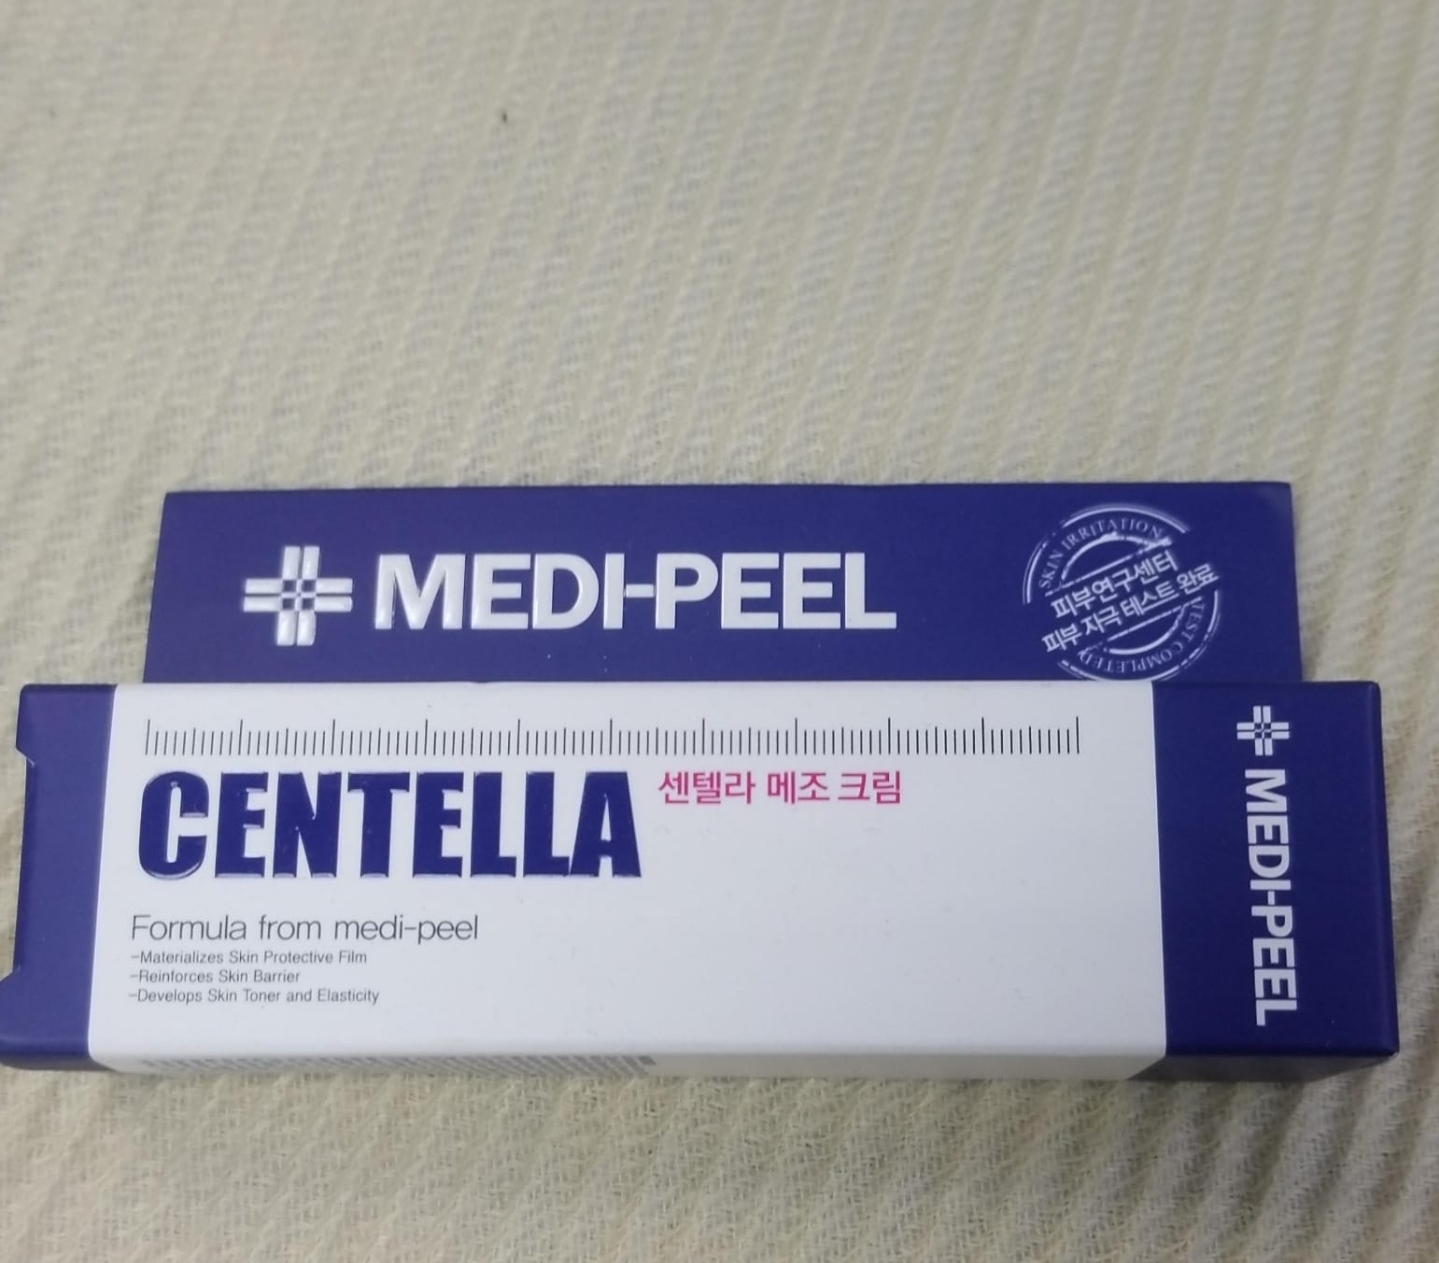 MEDI-PEEL
SKIN IRRITATION
피부연구센터
피부 자극 테스트 완료
TEST COMPLETED
CENTELLA 센텔라 메조 크림
Formula from medi-peel
-Materializes Skin Protective Film
-Reinforces Skin Barrier
-Develops Skin Toner and Elasticity
MEDI-PEEL